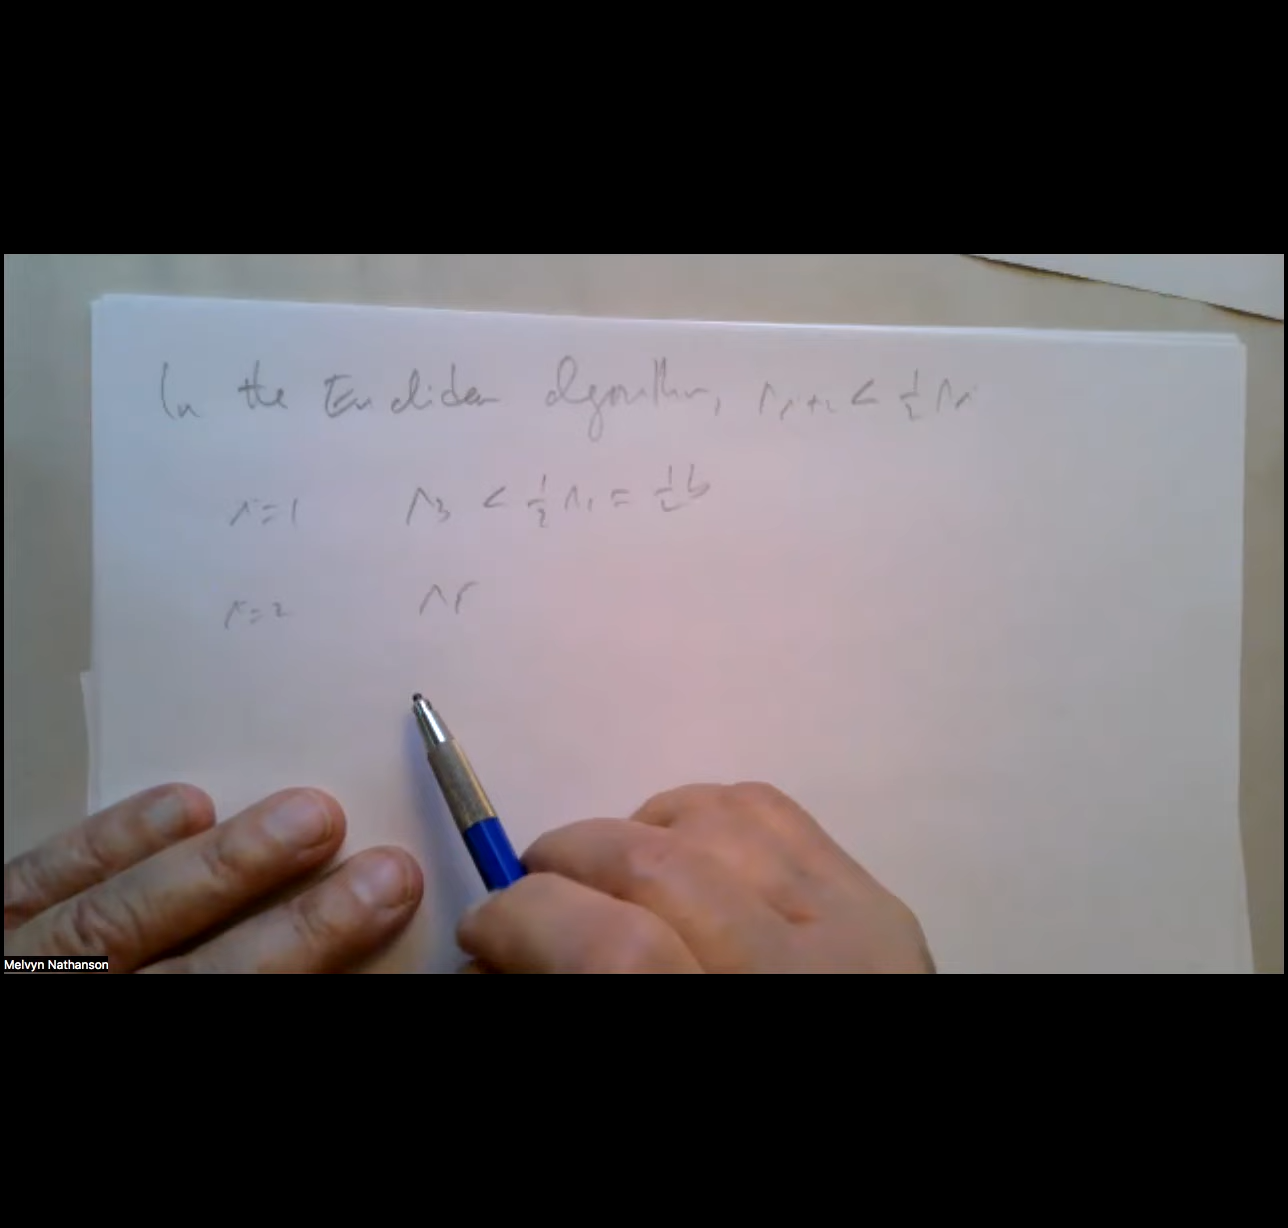 In the Euclidean algorithm, r_{i+2} < 1/2 r_i
i=1 r_3 < 1/2 r_1 = 1/2 b
i=2
Melvyn Nathanson